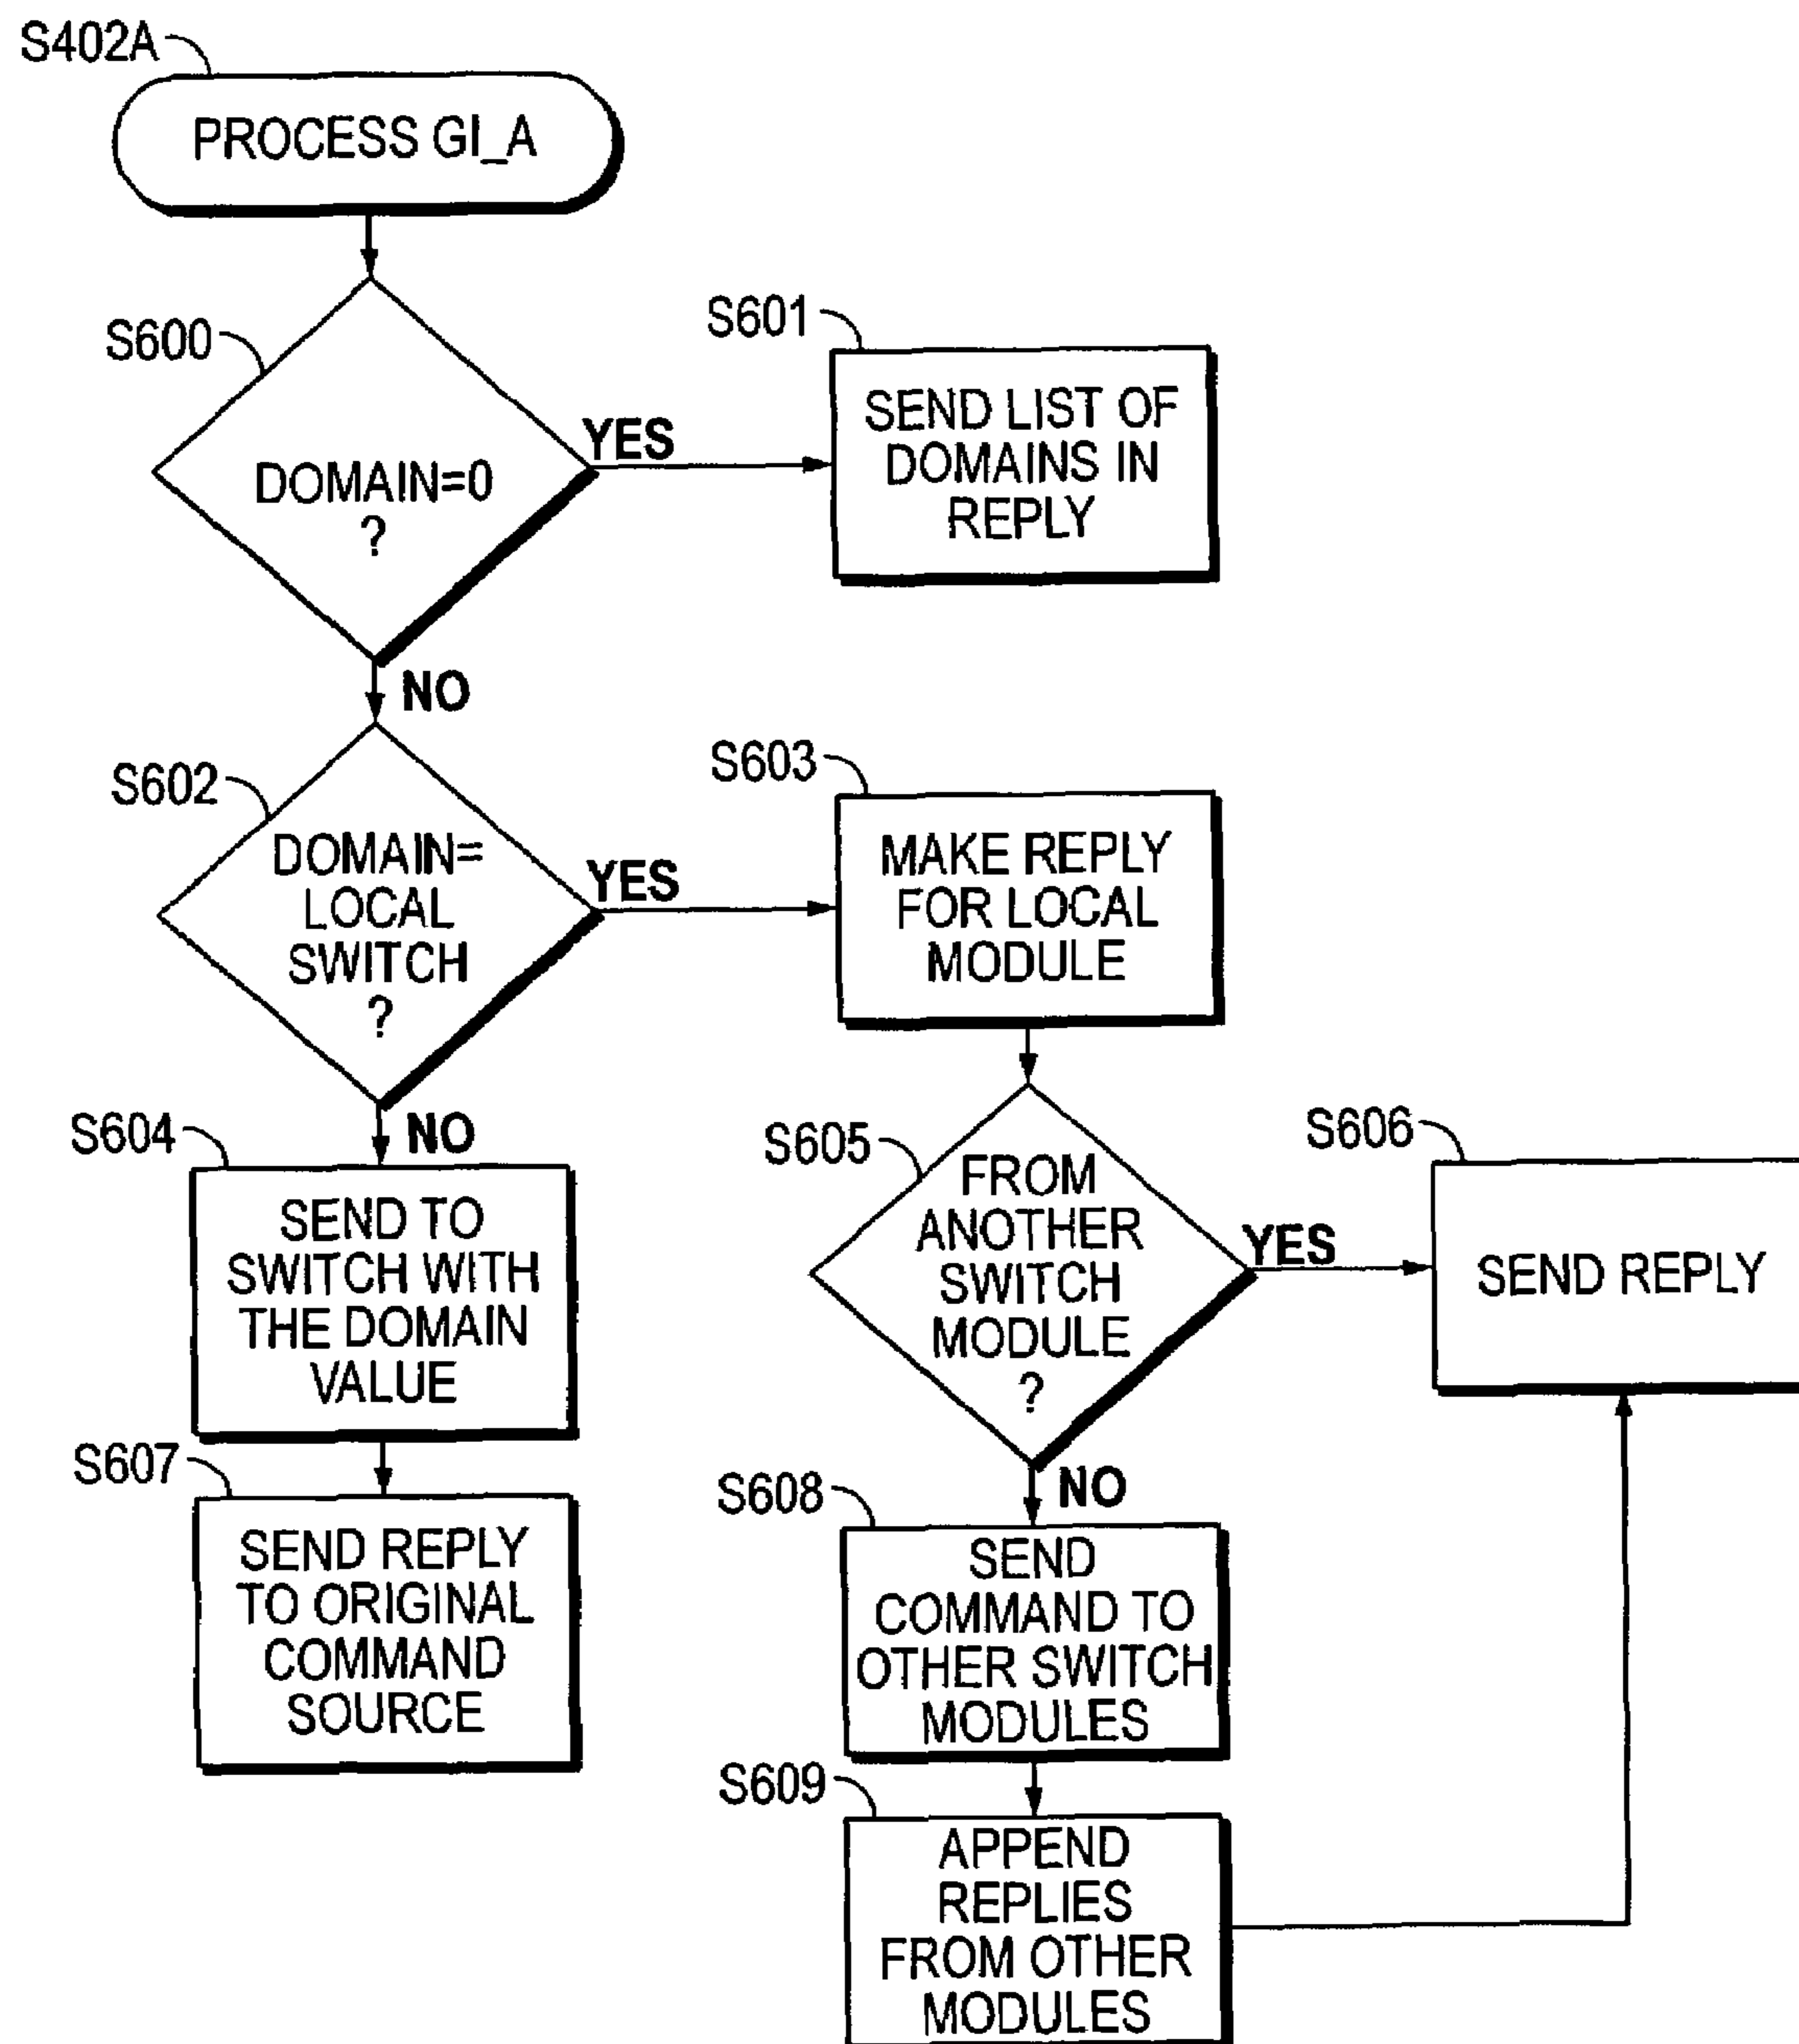 S402A
PROCESS GI_A
S600
DOMAIN=0
?
YES
S601
SEND LIST OF
DOMAINS IN
REPLY
NO
S602
DOMAIN=
LOCAL
SWITCH
?
YES
S603
MAKE REPLY
FOR LOCAL
MODULE
NO
S604
SEND TO
SWITCH WITH
THE DOMAIN
VALUE
S605
FROM
ANOTHER
SWITCH
MODULE
?
YES
S606
SEND REPLY
S607
SEND REPLY
TO ORIGINAL
COMMAND
SOURCE
NO
S608
SEND
COMMAND TO
OTHER SWITCH
MODULES
S609
APPEND
REPLIES
FROM OTHER
MODULES